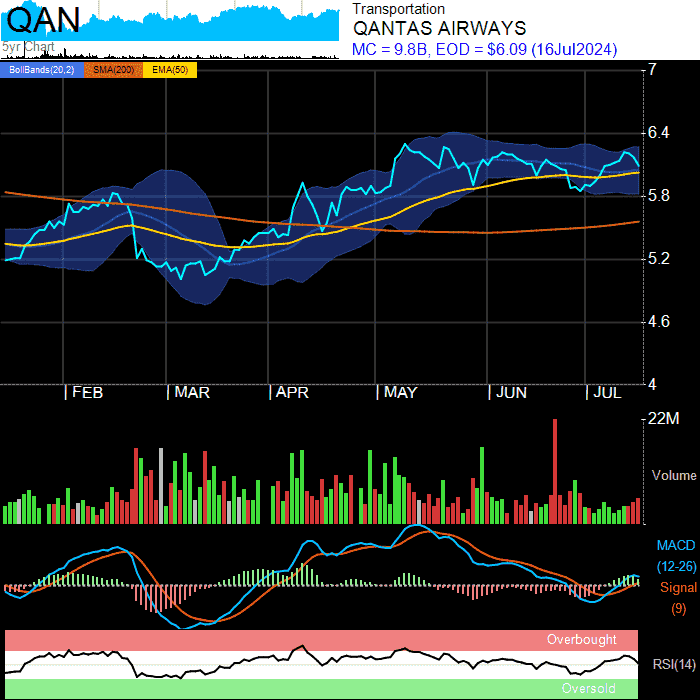 QAN
5yr Chart
Transportation
QANTAS AIRWAYS
MC = 9.8B, EOD = $6.09 (16Jul2024)
BollBands(20,2) SMA(200) EMA(50)
7
6.4
5.8
5.2
4.6
4
FEB MAR APR MAY JUN JUL
22M
Volume
MACD
(12-26)
Signal
(9)
Overbought
RSI(14)
Oversold